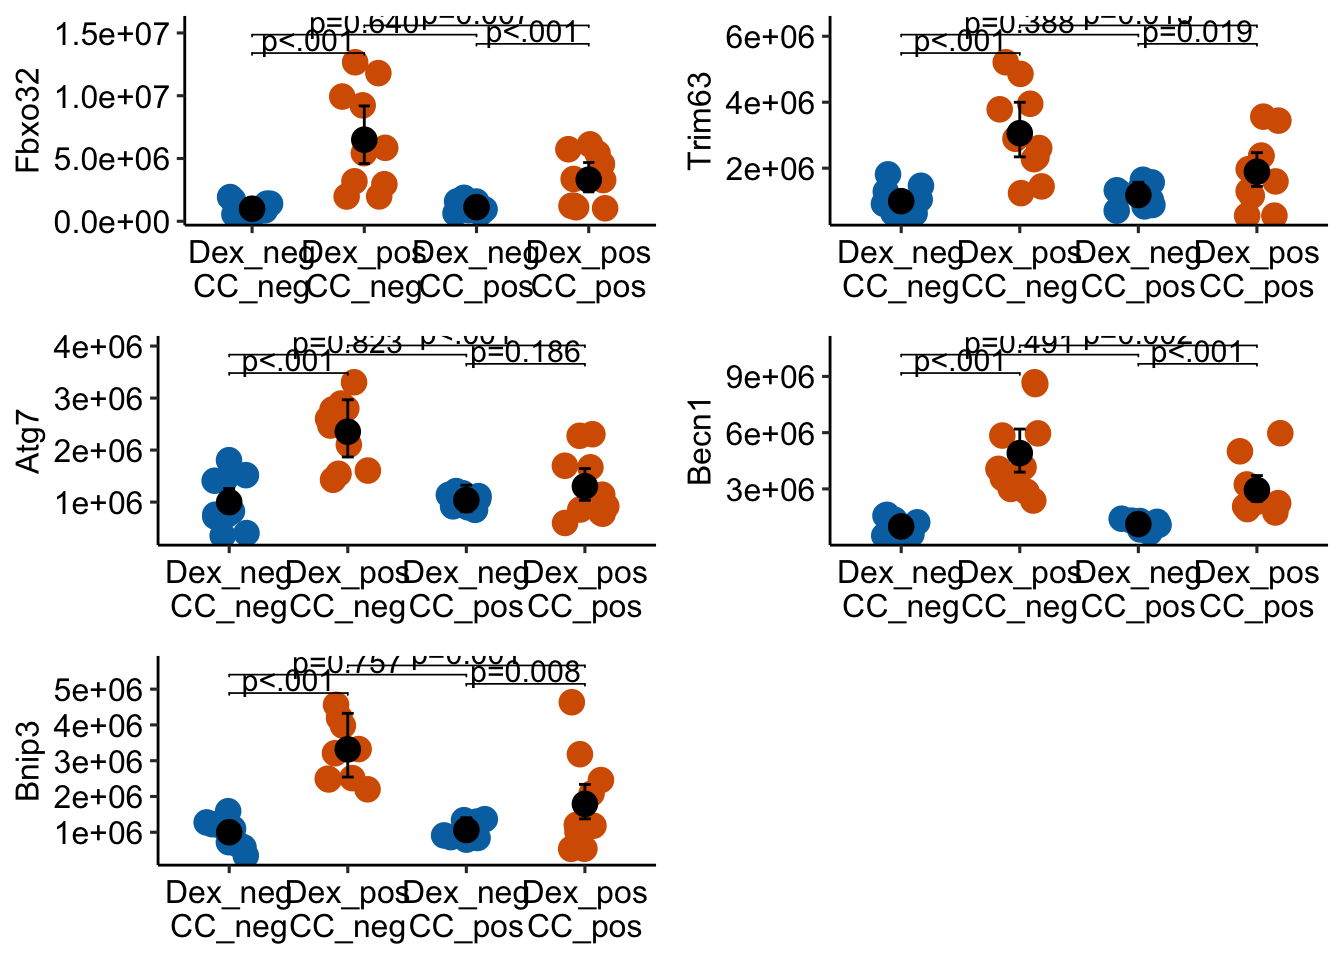 Fbxo32
1.5e+07
1.0e+07
5.0e+06
0.0e+00
p=0.640
p<.001
p<.001
Dex_neg
CC_neg
Dex_pos
CC_neg
Dex_neg
CC_pos
Dex_pos
CC_pos
Trim63
6e+06
4e+06
2e+06
p=0.388
p<.001
p=0.019
Dex_neg
CC_neg
Dex_pos
CC_neg
Dex_neg
CC_pos
Dex_pos
CC_pos
Atg7
4e+06
3e+06
2e+06
1e+06
p=0.823
p<.001
p<.001
p=0.186
Dex_neg
CC_neg
Dex_pos
CC_neg
Dex_neg
CC_pos
Dex_pos
CC_pos
Becn1
9e+06
6e+06
3e+06
p=0.491
p=0.002
p<.001
p<.001
Dex_neg
CC_neg
Dex_pos
CC_neg
Dex_neg
CC_pos
Dex_pos
CC_pos
Bnip3
5e+06
4e+06
3e+06
2e+06
1e+06
p=0.757
p=0.001
p<.001
p=0.008
Dex_neg
CC_neg
Dex_pos
CC_neg
Dex_neg
CC_pos
Dex_pos
CC_pos